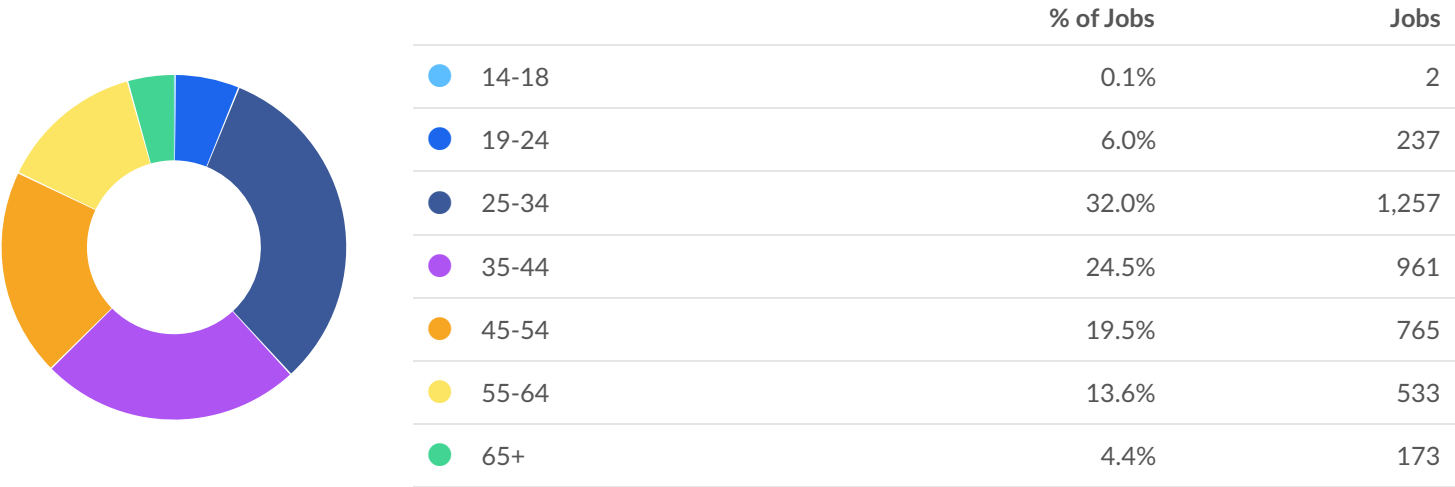 % of Jobs Jobs
14-18 0.1% 2
19-24 6.0% 237
25-34 32.0% 1,257
35-44 24.5% 961
45-54 19.5% 765
55-64 13.6% 533
65+ 4.4% 173